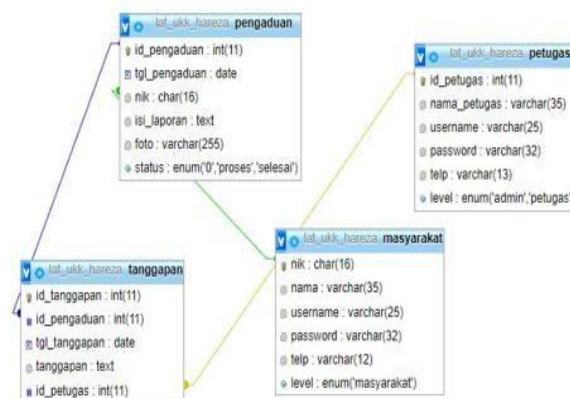 lat_ukk_hareza pengaduan
id_pengaduan : int(11)
tgl_pengaduan : date
nik : char(16)
isi_laporan : text
foto : varchar(255)
status : enum('0','proses','selesai')
lat_ukk_hareza petugas
id_petugas : int(11)
nama_petugas : varchar(35)
username : varchar(25)
password : varchar(32)
telp : varchar(13)
level : enum('admin','petugas'
lat_ukk_hareza masyarakat
nik : char(16)
nama : varchar(35)
username : varchar(25)
password : varchar(32)
telp : varchar(12)
level : enum('masyarakat')
lat_ukk_hareza tanggapan
id_tanggapan : int(11)
id_pengaduan : int(11)
tgl_tanggapan : date
tanggapan : text
id_petugas : int(11)